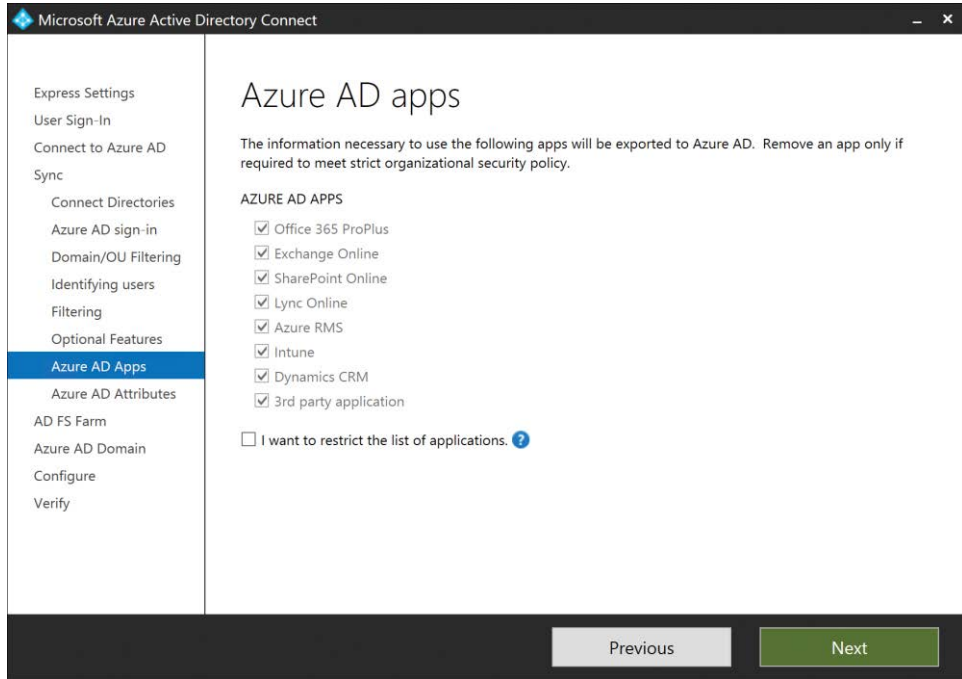 Microsoft Azure Active Directory Connect
Express Settings
User Sign-In
Connect to Azure AD
Sync
Connect Directories
Azure AD sign-in
Domain/OU Filtering
Identifying users
Filtering
Optional Features
Azure AD Apps
Azure AD Attributes
AD FS Farm
Azure AD Domain
Configure
Verify
Azure AD apps
The information necessary to use the following apps will be exported to Azure AD.  Remove an app only if
required to meet strict organizational security policy.
AZURE AD APPS
Office 365 ProPlus
Exchange Online
SharePoint Online
Lync Online
Azure RMS
Intune
Dynamics CRM
3rd party application
I want to restrict the list of applications. ?
Previous
Next